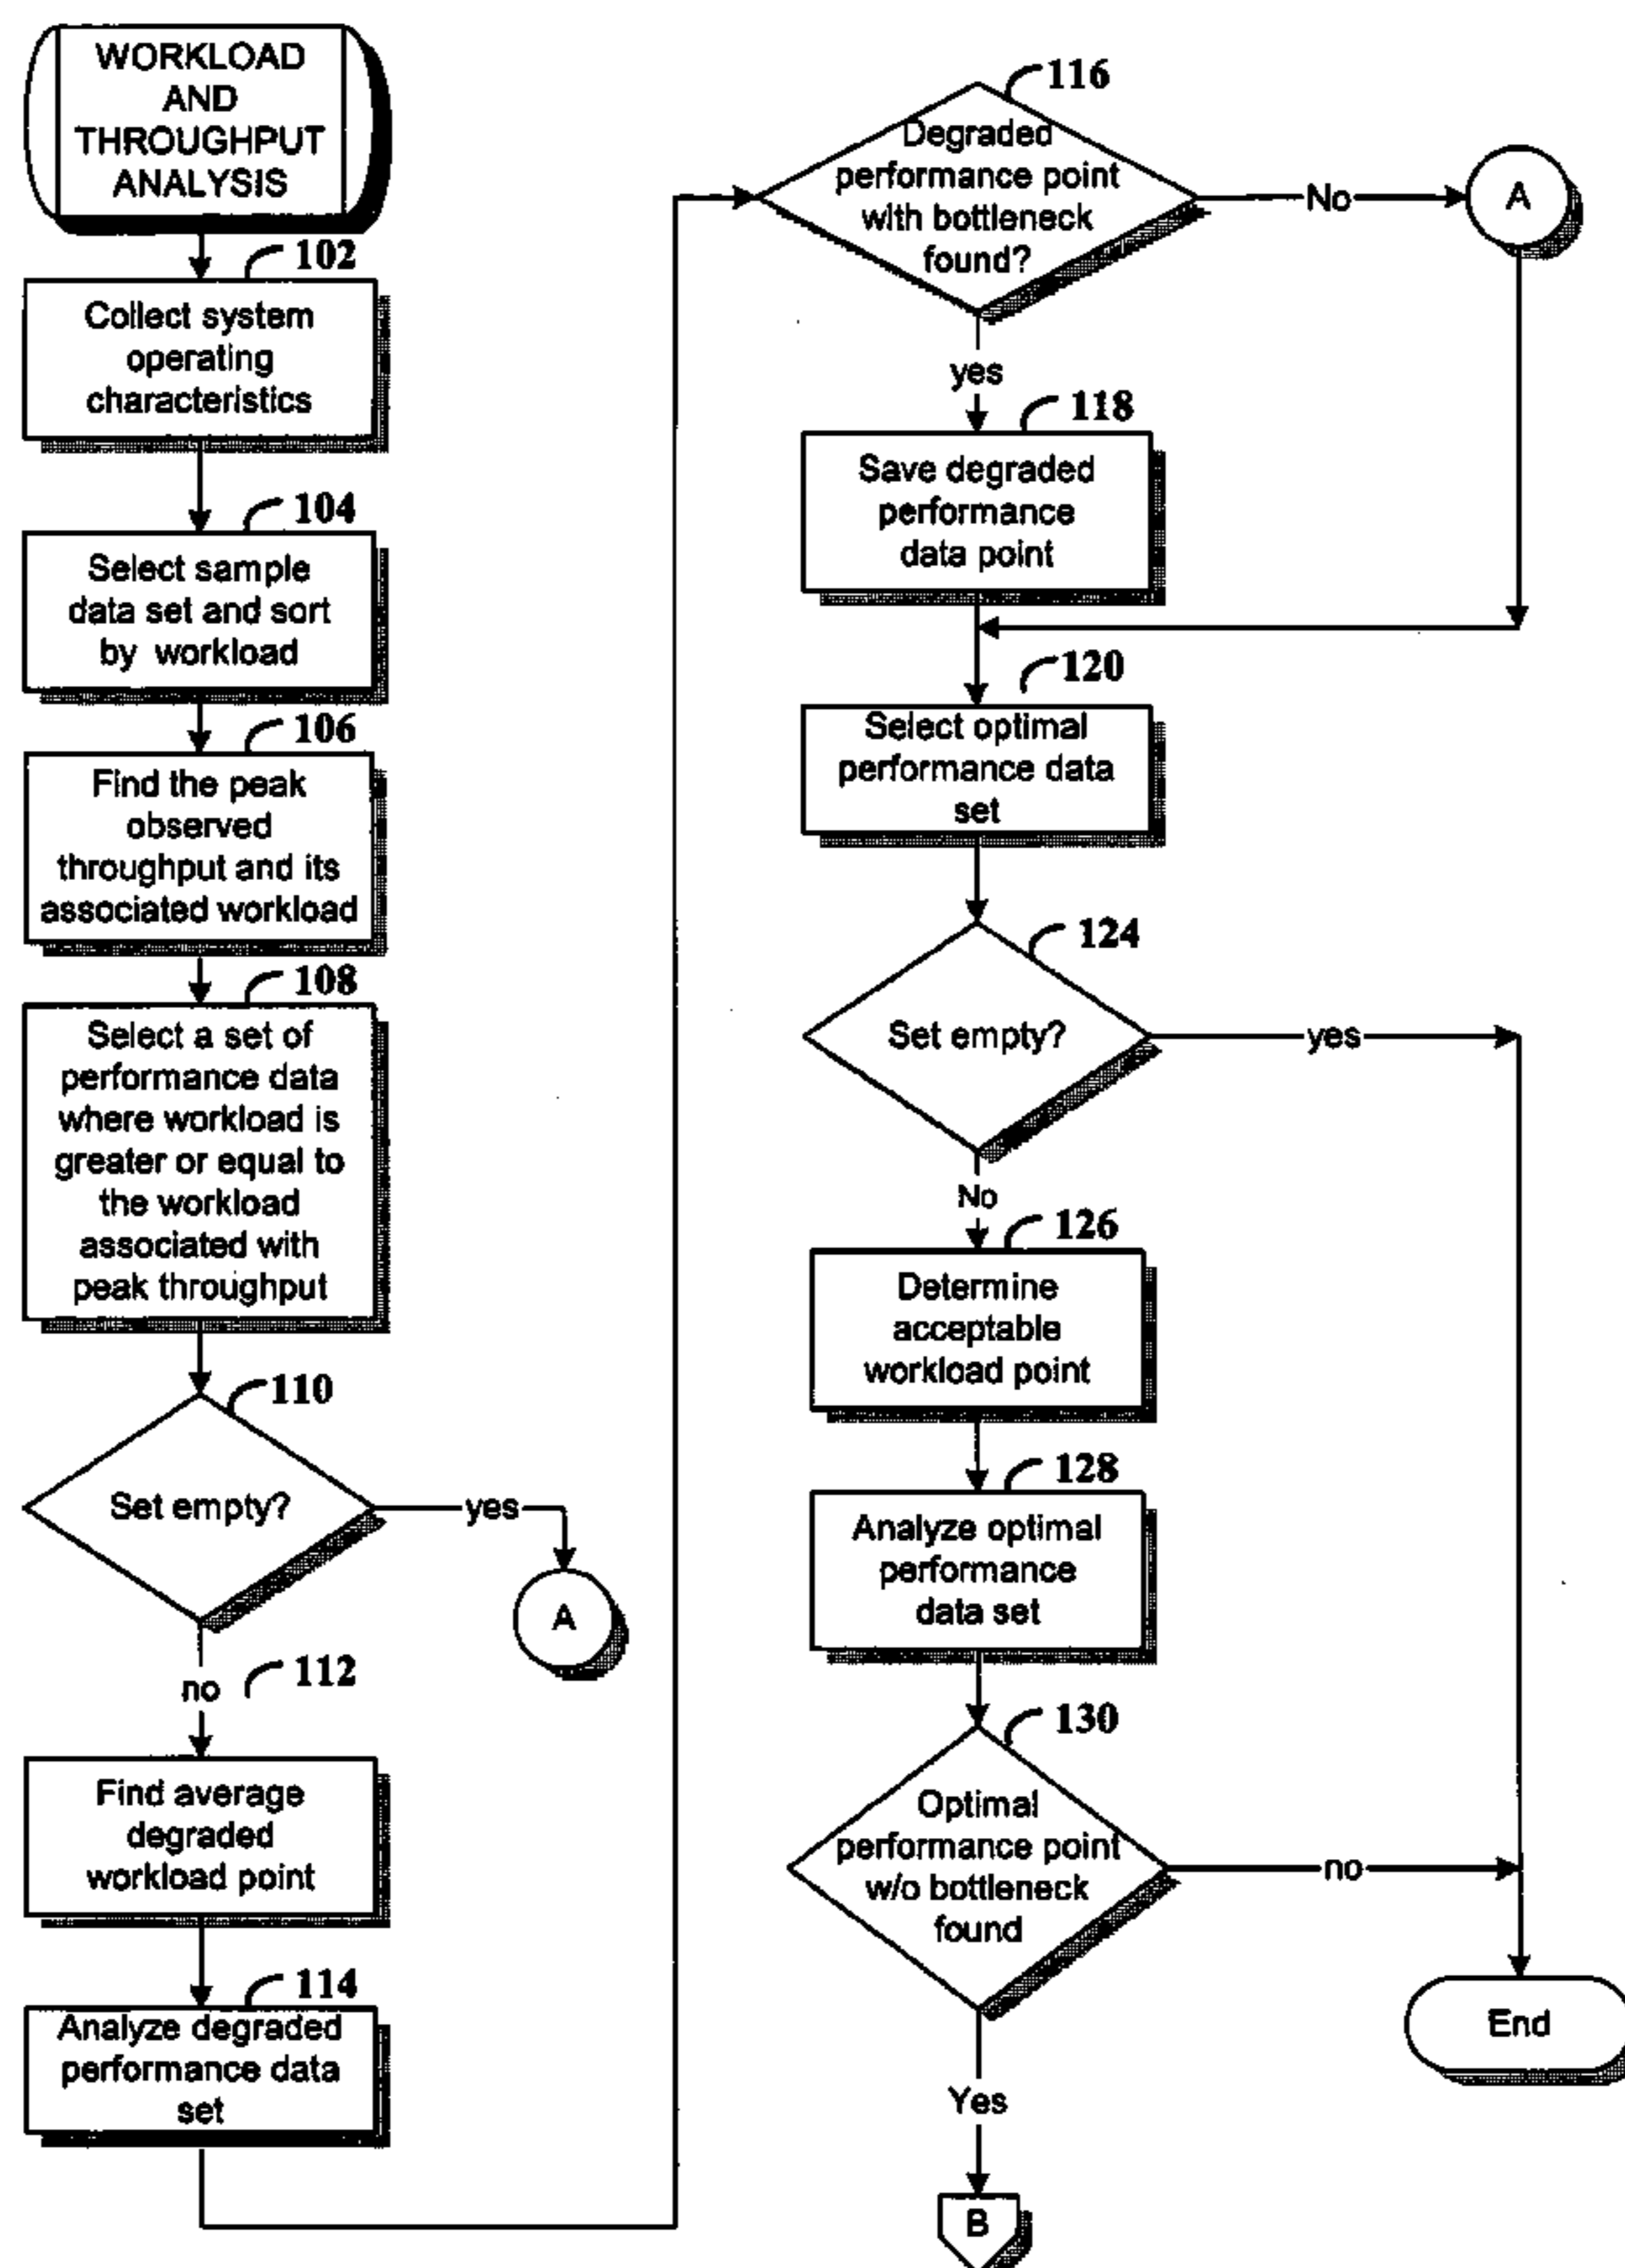 WORKLOAD
AND
THROUGHPUT
ANALYSIS
102
Collect system
operating
characteristics
104
Select sample
data set and sort
by workload
106
Find the peak
observed
throughput and its
associated workload
108
Select a set of
performance data
where workload is
greater or equal to
the workload
associated with
peak throughput
110
Set empty?
yes
A
no
112
Find average
degraded
workload point
114
Analyze degraded
performance data
set
116
Degraded
performance point
with bottleneck
found?
No
A
yes
118
Save degraded
performance
data point
120
Select optimal
performance data
set
124
Set empty?
yes
No
126
Determine
acceptable
workload point
128
Analyze optimal
performance
data set
130
Optimal
performance point
w/o bottleneck
found
no
End
Yes
B